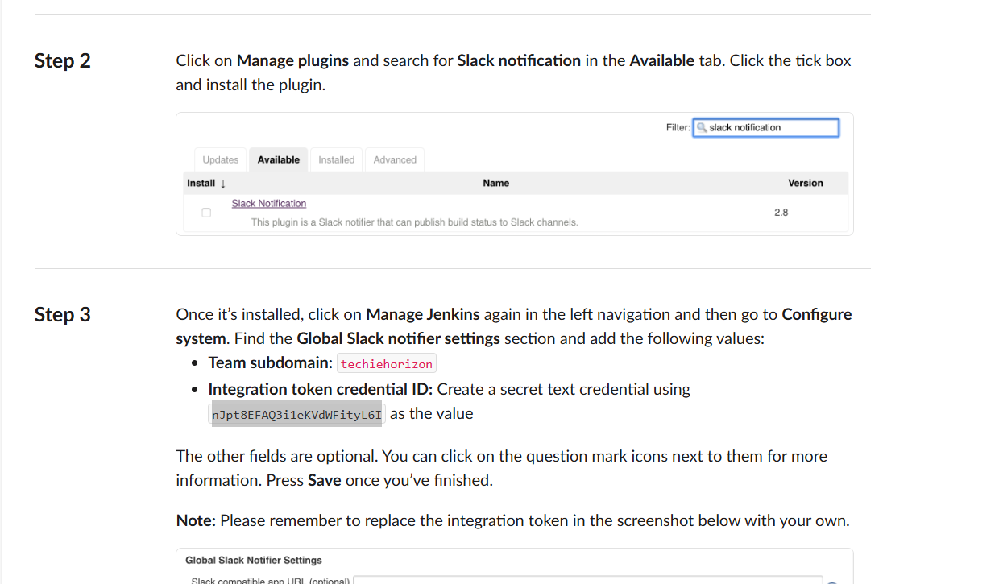 Step 2
Click on Manage plugins and search for Slack notification in the Available tab. Click the tick box
and install the plugin.
Filter: slack notification
Updates Available Installed Advanced
Install ↓ Name Version
Slack Notification
This plugin is a Slack notifier that can publish build status to Slack channels.
2.8
Step 3
Once it’s installed, click on Manage Jenkins again in the left navigation and then go to Configure
system. Find the Global Slack notifier settings section and add the following values:
• Team subdomain: techiehorizon
• Integration token credential ID: Create a secret text credential using
nJpt8EFAQ3i1eKVdWFityL6I as the value
The other fields are optional. You can click on the question mark icons next to them for more
information. Press Save once you’ve finished.
Note: Please remember to replace the integration token in the screenshot below with your own.
Global Slack Notifier Settings
Slack compatible app URL (optional)